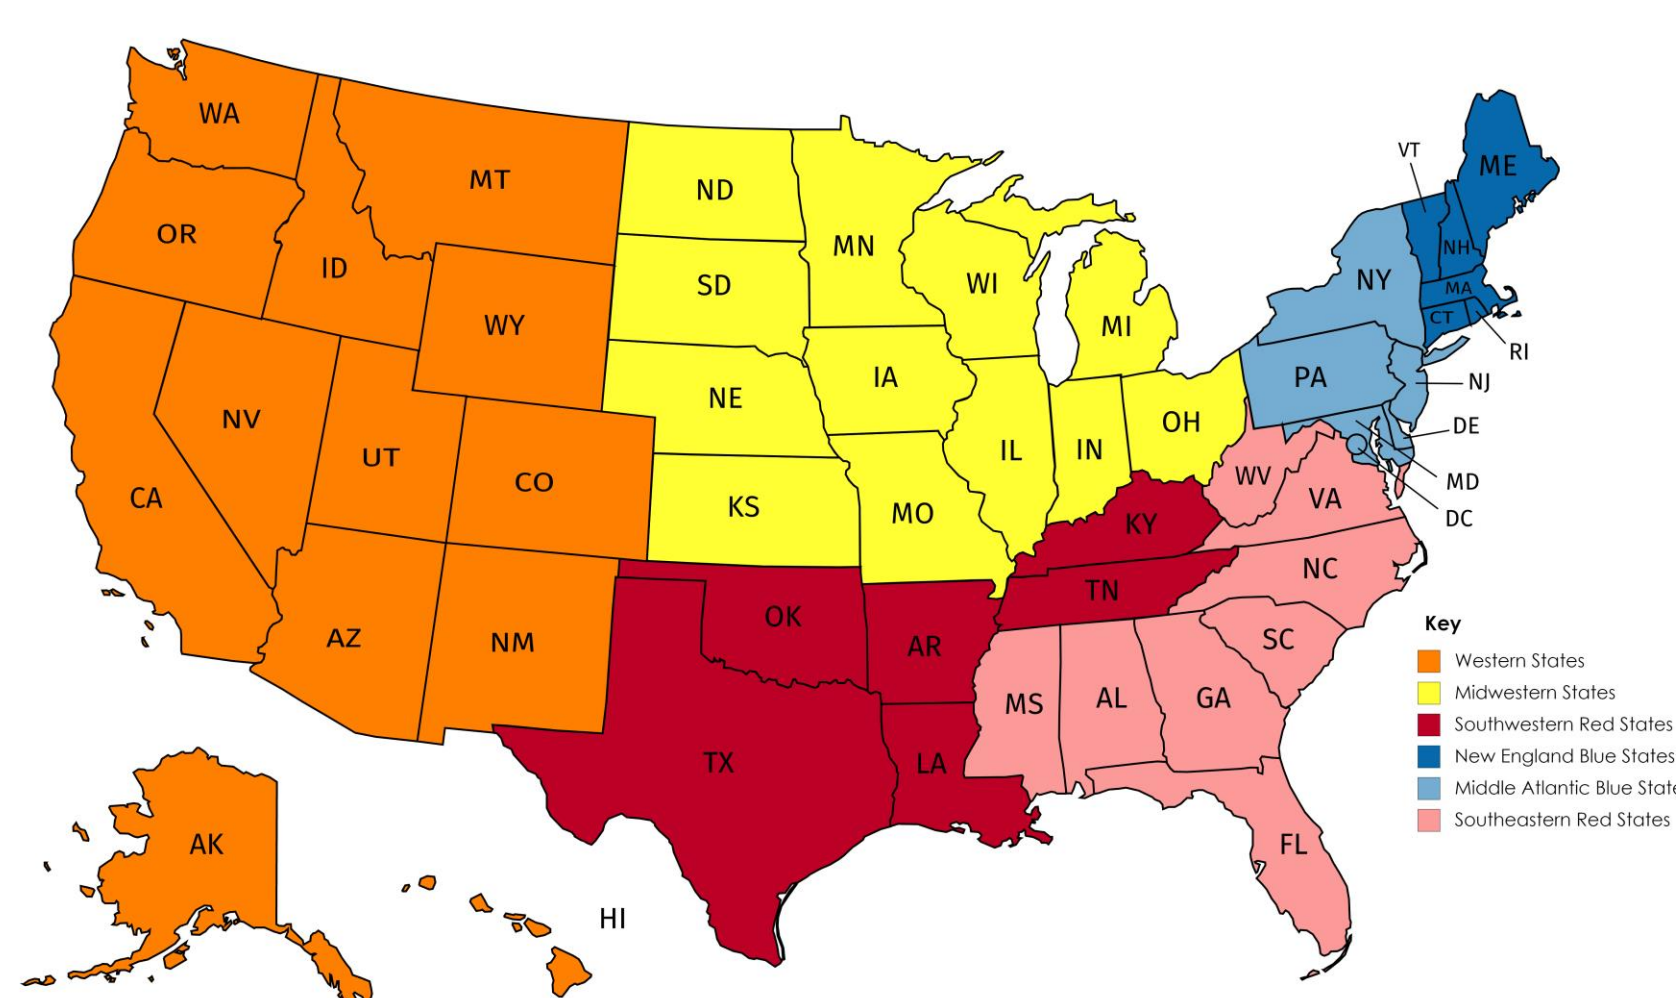 WA
MT
ND
MN
VT
ME
OR
ID
SD
WI
MI
NY
NH
MA
CT
RI
WY
NE
IA
PA
NJ
NV
UT
CO
IL
IN
OH
DE
CA
KS
MO
WV
VA
MD
DC
KY
NC
TN
OK
AR
AZ
NM
SC
MS
AL
GA
TX
LA
FL
AK
HI
Key
Western States
Midwestern States
Southwestern Red States
New England Blue States
Middle Atlantic Blue State
Southeastern Red States